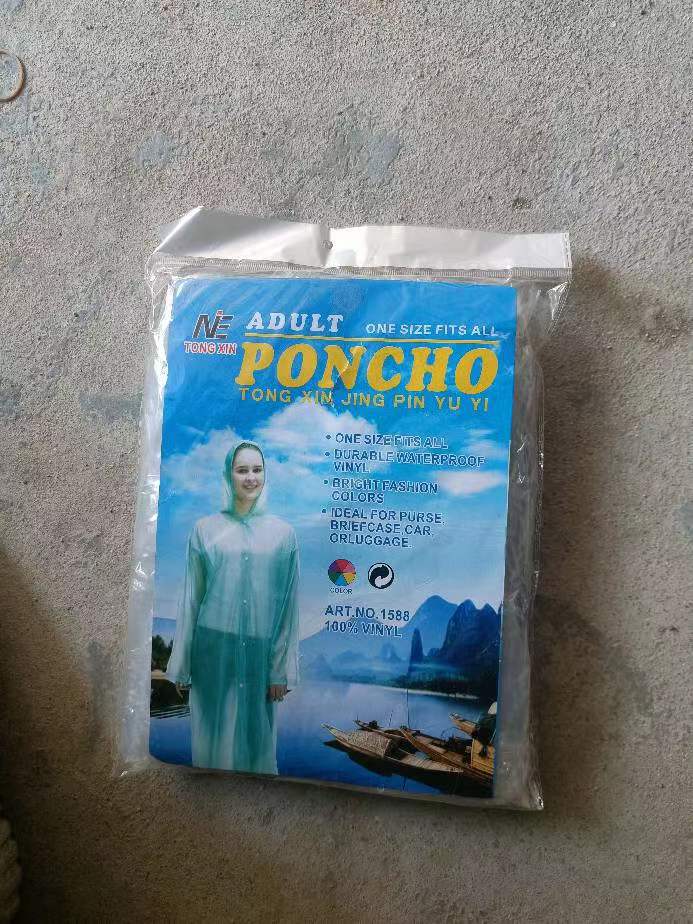 NE
TONG XIN
ADULT ONE SIZE FITS ALL
PONCHO
TONG XIN JING PIN YU YI
• ONE SIZE FITS ALL
• DURABLE WATERPROOF
VINYL
• BRIGHT FASHION
COLORS
• IDEAL FOR PURSE,
BRIEFCASE CAR,
ORLUGGAGE.
COLOR
ART.NO.1588
100% VINYL